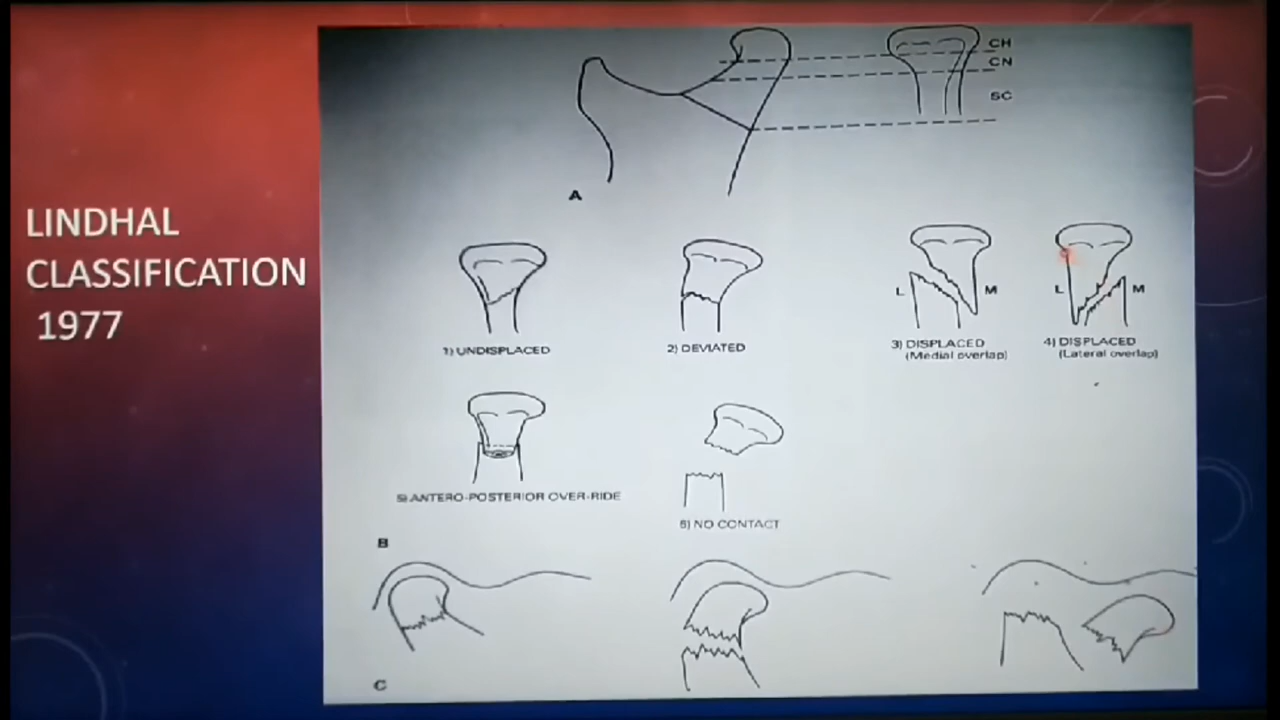 LINDHAL
CLASSIFICATION
1977
CH
CN
SC
A
1) UNDISPLACED
2) DEVIATED
L M
3) DISPLACED
(Medial overlap)
L M
4) DISPLACED
(Lateral overlap)
5) ANTERO-POSTERIOR OVER-RIDE
6) NO CONTACT
B
C